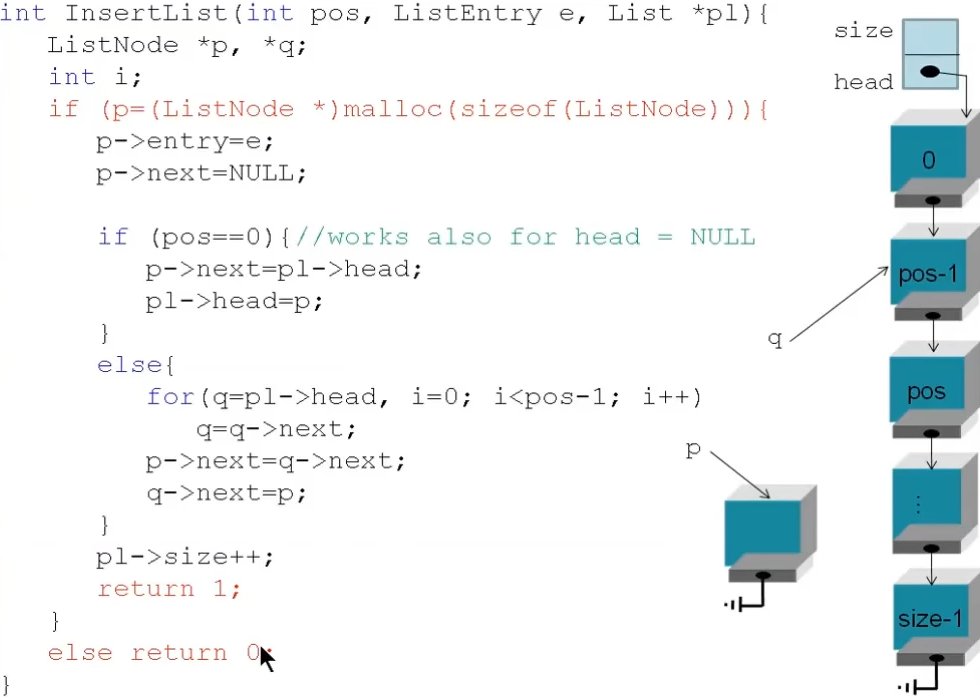 int InsertList(int pos, ListEntry e, List *pl){
ListNode *p, *q;
int i;
if (p=(ListNode *)malloc(sizeof(ListNode))){
p->entry=e;
p->next=NULL;
if (pos==0){//works also for head = NULL
p->next=pl->head;
pl->head=p;
}
else{
for(q=pl->head, i=0; i<pos-1; i++)
q=q->next;
p->next=q->next;
q->next=p;
}
pl->size++;
return 1;
}
else return 0;
}
size
head
0
pos-1
q
pos
p
⋮
size-1